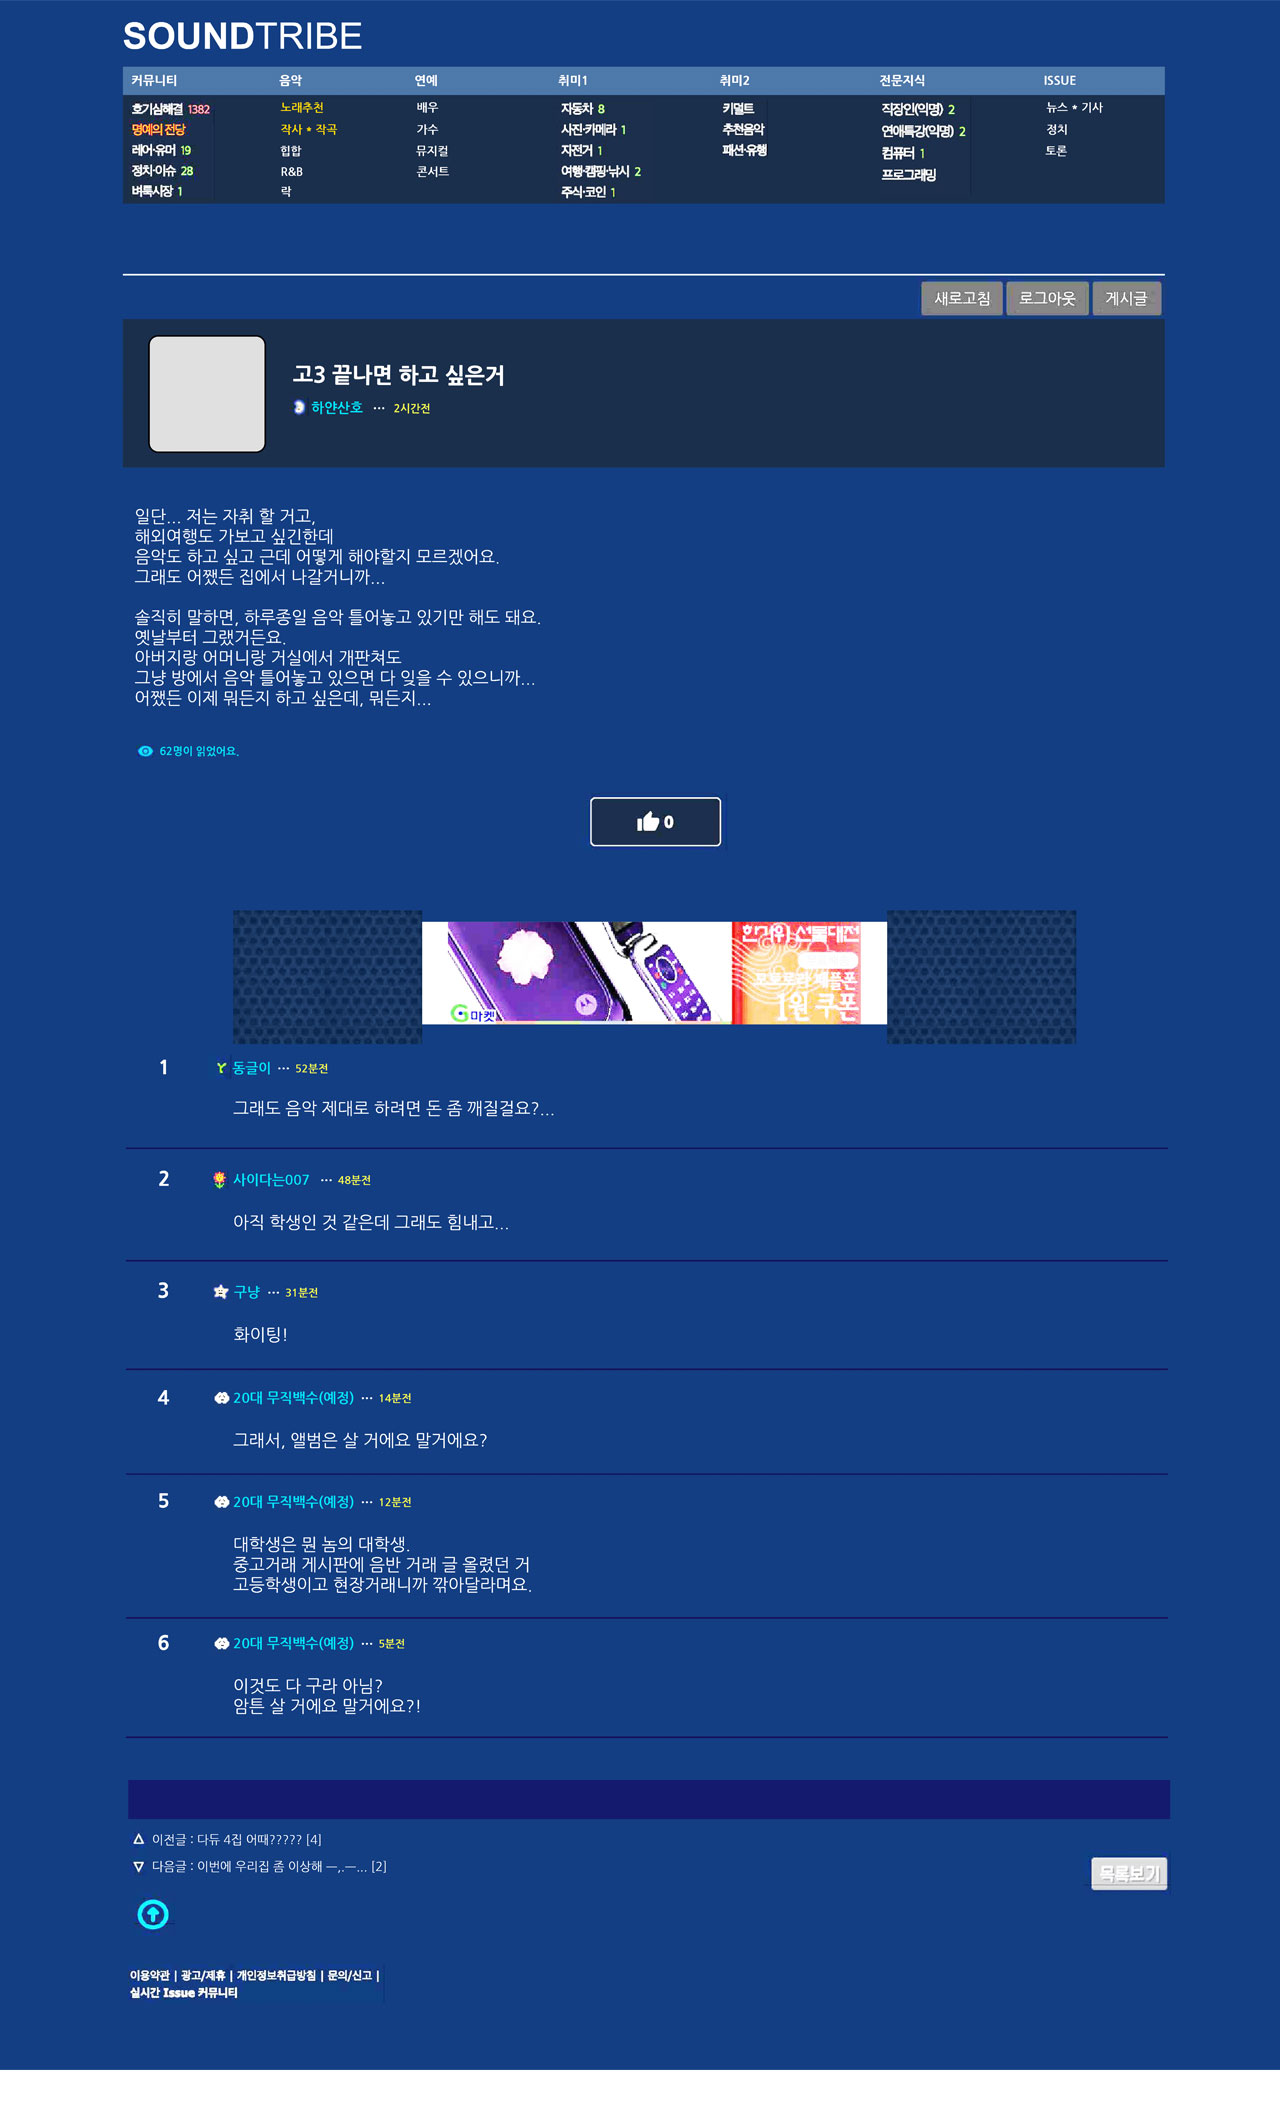 SOUNDTRIBE
커뮤니티 음악 연예 취미1 취미2 전문지식 ISSUE
호기심해결 1382 노래추천 배우 자동차 8 키덜트 직장인(익명) 2 뉴스 * 기사
명예의 전당 작사 * 작곡 가수 사진·카메라 1 추천음악 연애특강(익명) 2 정치
레어·유머 19 힙합 뮤지컬 자전거 1 패션·유행 컴퓨터 1 토론
정치·이슈 28 R&B 콘서트 여행·캠핑·낚시 2 프로그래밍
벼룩시장 1 락 주식·코인 1
새로고침 로그아웃 게시글
고3 끝나면 하고 싶은거
하얀산호 ··· 2시간전
일단... 저는 자취 할 거고,
해외여행도 가보고 싶긴한데
음악도 하고 싶고 근데 어떻게 해야할지 모르겠어요.
그래도 어쨌든 집에서 나갈거니까...
솔직히 말하면, 하루종일 음악 틀어놓고 있기만 해도 돼요.
옛날부터 그랬거든요.
아버지랑 어머니랑 거실에서 개판쳐도
그냥 방에서 음악 틀어놓고 있으면 다 잊을 수 있으니까...
어쨌든 이제 뭐든지 하고 싶은데, 뭐든지...
62명이 읽었어요.
0
한가위 선물대전
1원 쿠폰
G마켓
1 동글이 ··· 52분전
그래도 음악 제대로 하려면 돈 좀 깨질걸요?...
2 사이다는007 ··· 48분전
아직 학생인 것 같은데 그래도 힘내고...
3 구냥 ··· 31분전
화이팅!
4 20대 무직백수(예정) ··· 14분전
그래서, 앨범은 살 거에요 말거에요?
5 20대 무직백수(예정) ··· 12분전
대학생은 뭔 놈의 대학생.
중고거래 게시판에 음반 거래 글 올렸던 거
고등학생이고 현장거래니까 깎아달라며요.
6 20대 무직백수(예정) ··· 5분전
이것도 다 구라 아님?
암튼 살 거에요 말거에요?!
△ 이전글 : 다듀 4집 어때????? [4]
▽ 다음글 : 이번에 우리집 좀 이상해 ㅡ,.ㅡ... [2]
목록보기
이용약관 | 광고/제휴 | 개인정보취급방침 | 문의/신고 |
실시간 Issue 커뮤니티